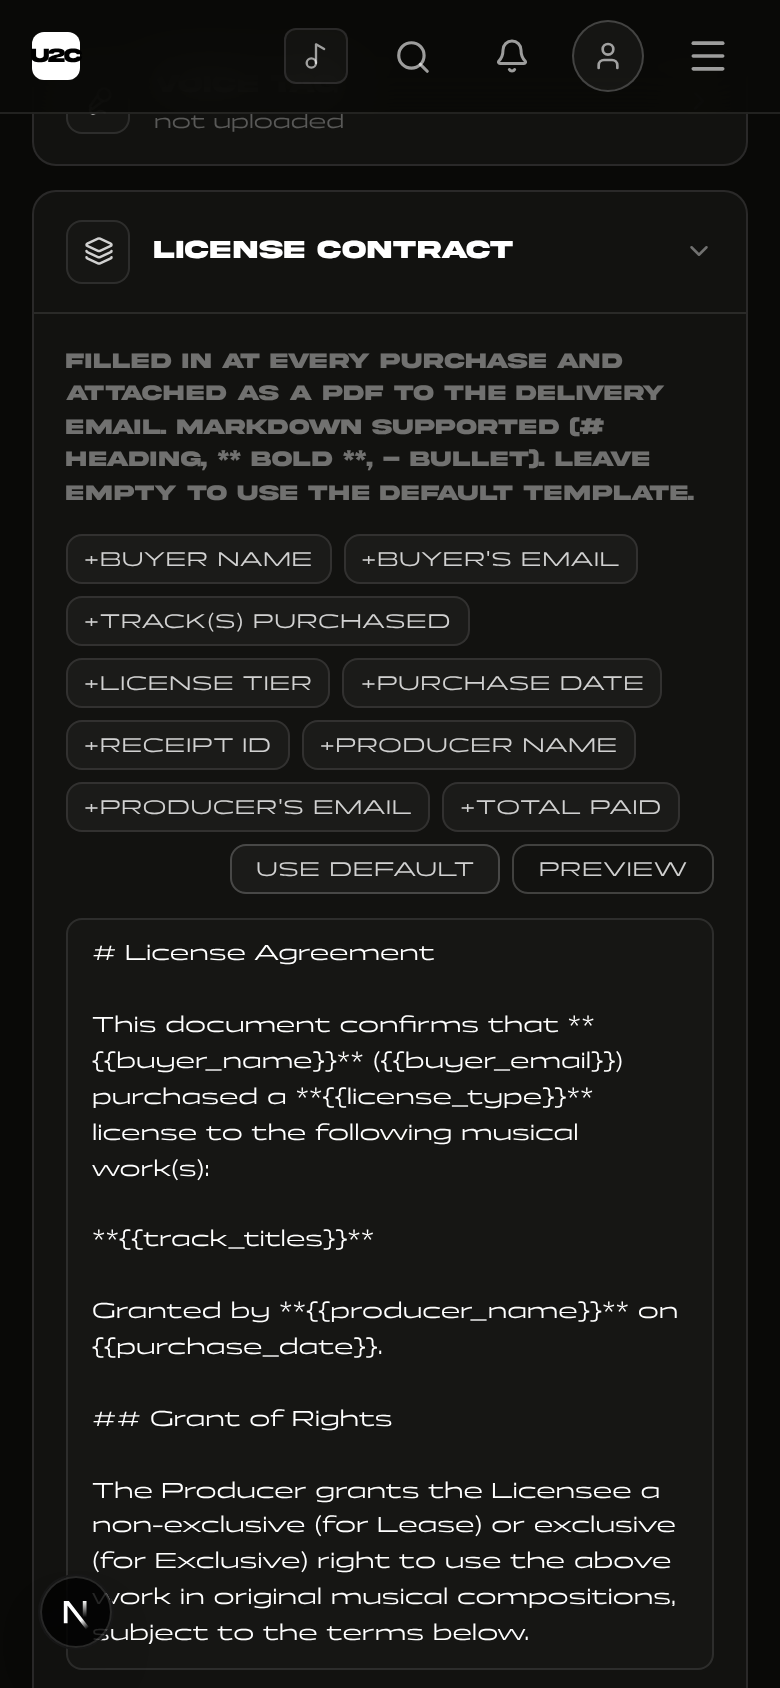 U2C
not uploaded
LICENSE CONTRACT
FILLED IN AT EVERY PURCHASE AND
ATTACHED AS A PDF TO THE DELIVERY
EMAIL. MARKDOWN SUPPORTED (#
HEADING, ** BOLD **, – BULLET). LEAVE
EMPTY TO USE THE DEFAULT TEMPLATE.
+BUYER NAME +BUYER'S EMAIL
+TRACK(S) PURCHASED
+LICENSE TIER +PURCHASE DATE
+RECEIPT ID +PRODUCER NAME
+PRODUCER'S EMAIL +TOTAL PAID
USE DEFAULT PREVIEW
# License Agreement
This document confirms that **
{{buyer_name}}** ({{buyer_email}})
purchased a **{{license_type}}**
license to the following musical
work(s):
**{{track_titles}}**
Granted by **{{producer_name}}** on
{{purchase_date}}.
## Grant of Rights
The Producer grants the Licensee a
non-exclusive (for Lease) or exclusive
(for Exclusive) right to use the above
work in original musical compositions,
subject to the terms below.
N